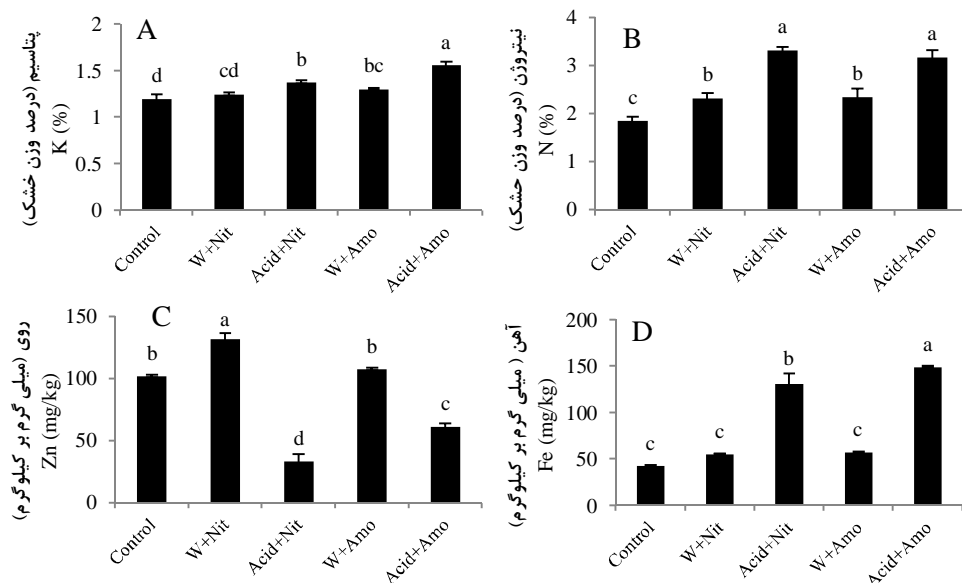 A
پتاسیم (درصد وزن خشک)
K (%)
2
1.5
1
0.5
0
d
cd
b
bc
a
Control
W+Nit
Acid+Nit
W+Amo
Acid+Amo
B
نیتروژن (درصد وزن حشک)
N (%)
4
3
2
1
0
c
b
a
b
a
Control
W+Nit
Acid+Nit
W+Amo
Acid+Amo
C
روی (میلی گرم بر کیلوگرم)
Zn (mg/kg)
150
100
50
0
b
a
d
b
c
Control
W+Nit
Acid+Nit
W+Amo
Acid+Amo
D
آهن ( میلی گرم بر کیلوگرم)
Fe (mg/kg)
200
150
100
50
0
c
c
b
c
a
Control
W+Nit
Acid+Nit
W+Amo
Acid+Amo